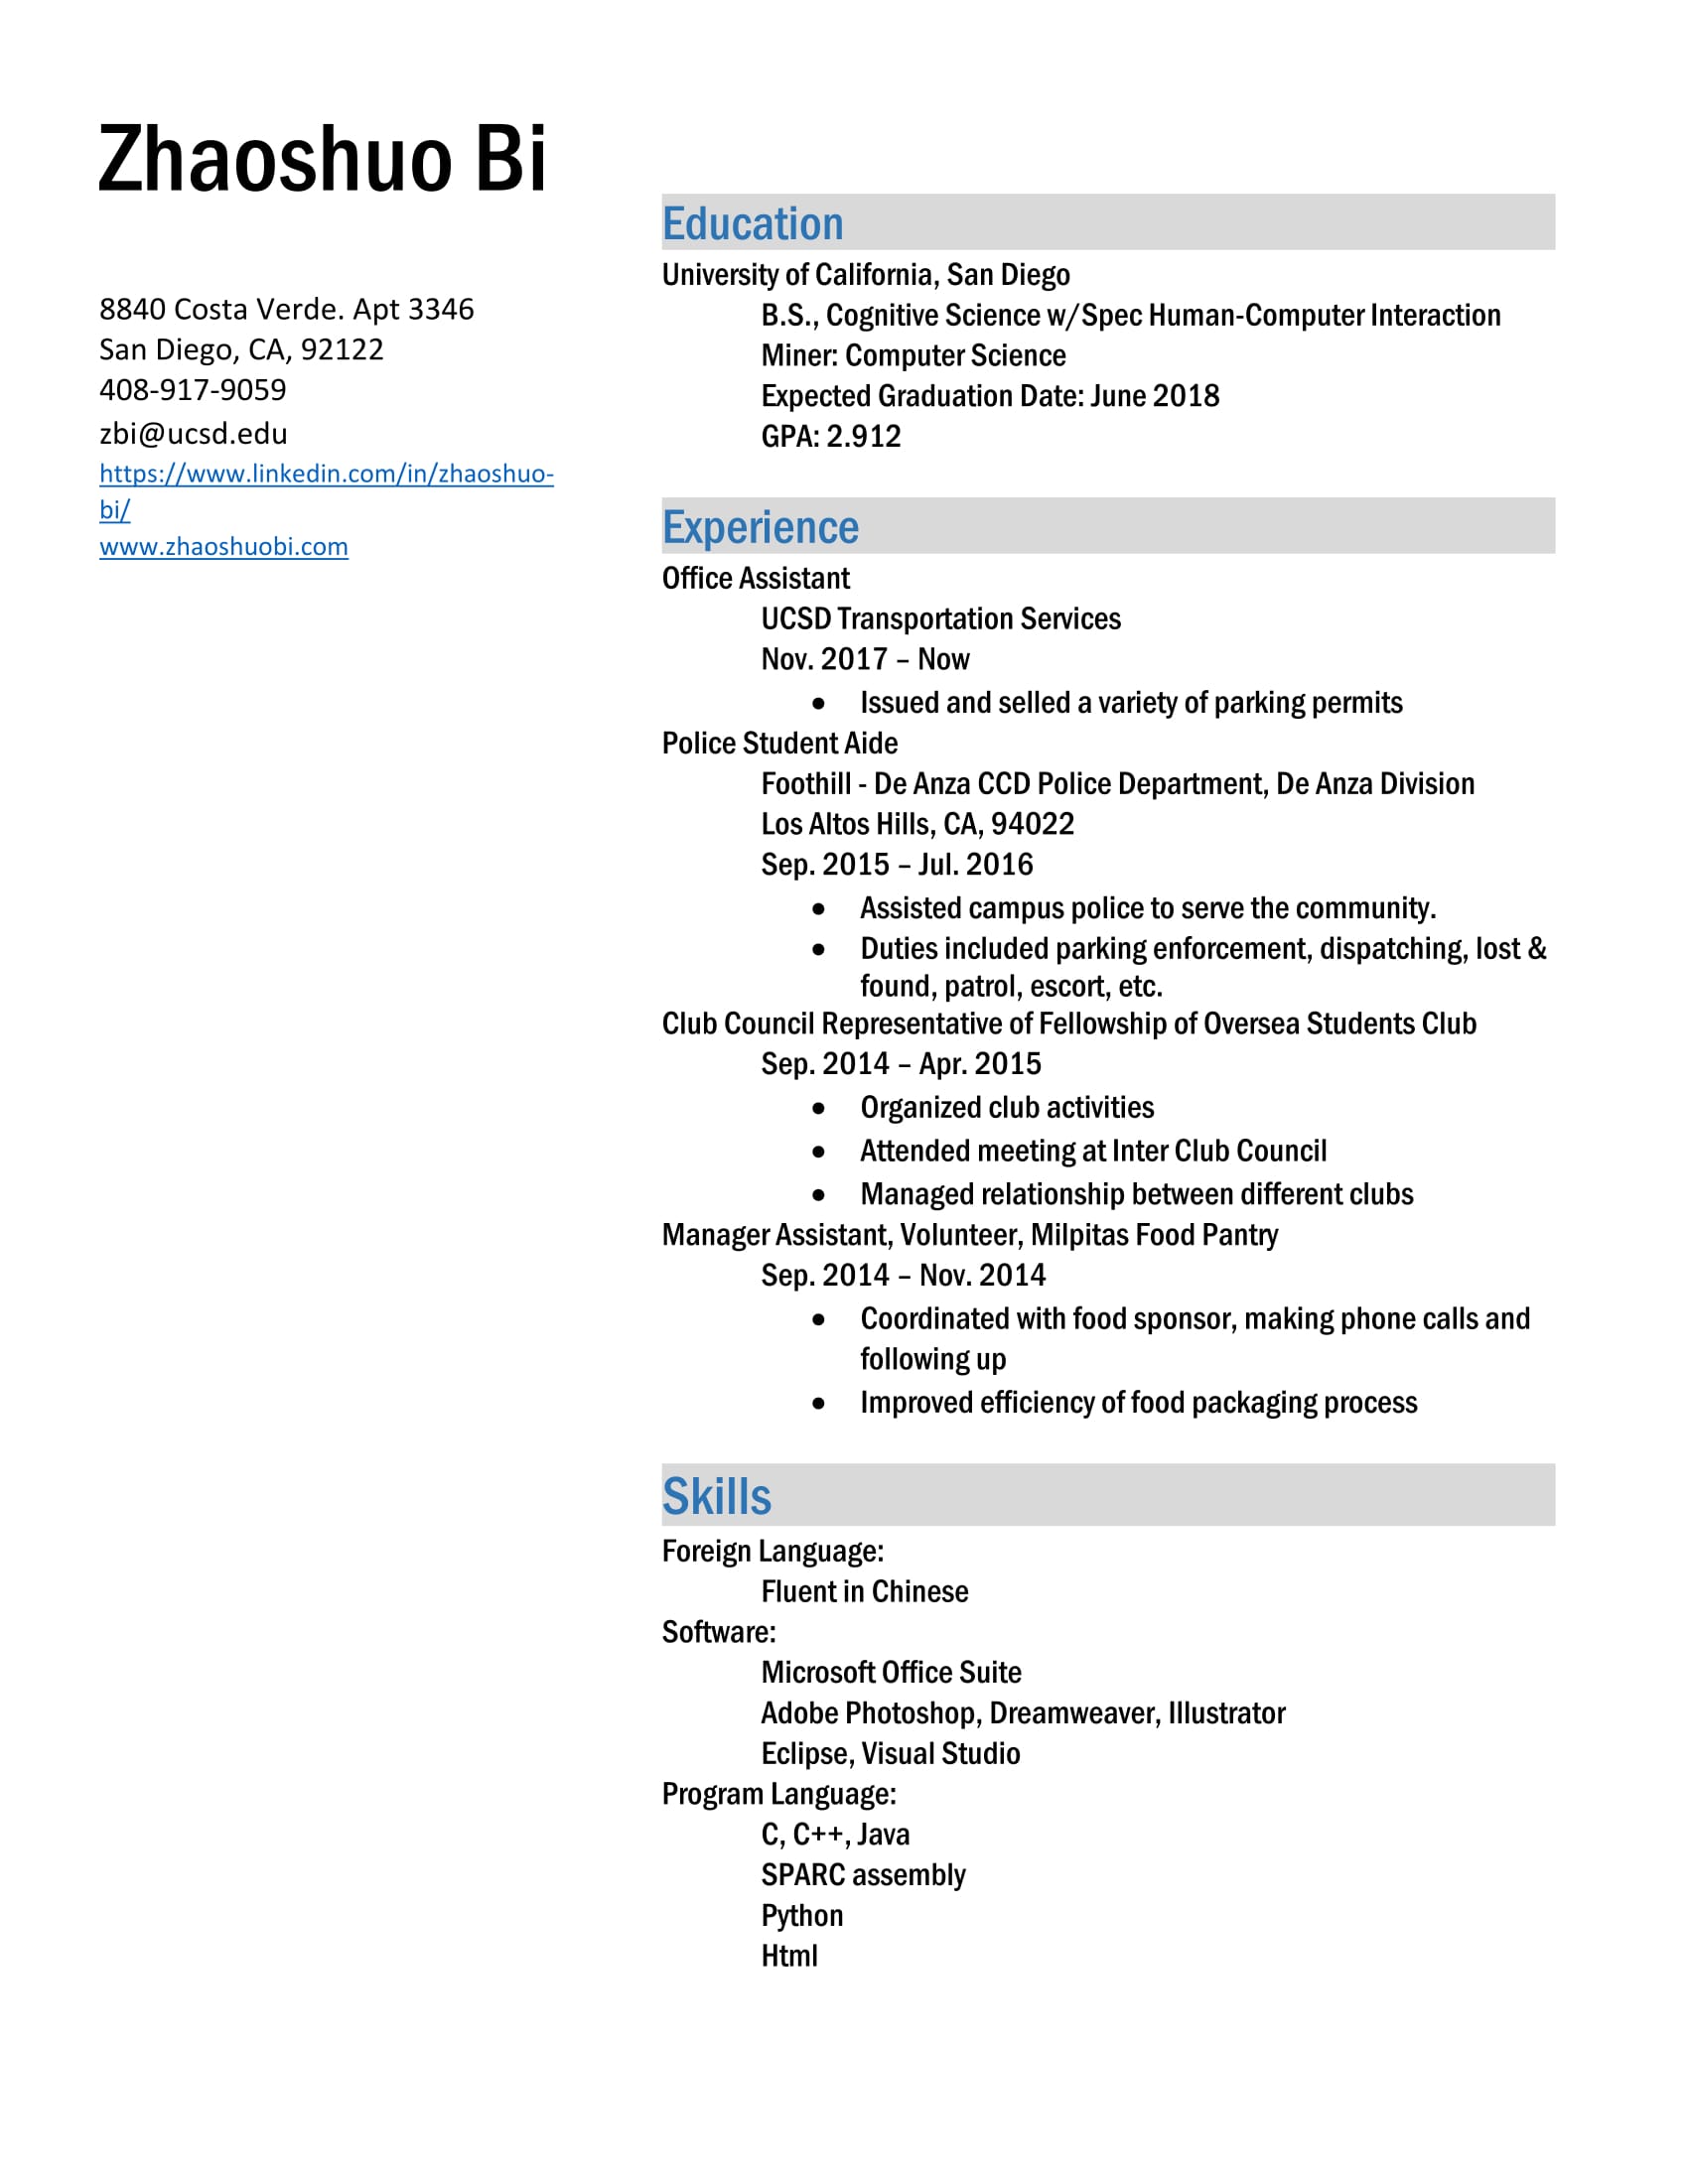 Zhaoshuo Bi
8840 Costa Verde. Apt 3346
San Diego, CA, 92122
408-917-9059
zbi@ucsd.edu
https://www.linkedin.com/in/zhaoshuo-
bi/
www.zhaoshuobi.com
Education
University of California, San Diego
B.S., Cognitive Science w/Spec Human-Computer Interaction
Miner: Computer Science
Expected Graduation Date: June 2018
GPA: 2.912
Experience
Office Assistant
UCSD Transportation Services
Nov. 2017 – Now
• Issued and selled a variety of parking permits
Police Student Aide
Foothill - De Anza CCD Police Department, De Anza Division
Los Altos Hills, CA, 94022
Sep. 2015 – Jul. 2016
• Assisted campus police to serve the community.
• Duties included parking enforcement, dispatching, lost &
found, patrol, escort, etc.
Club Council Representative of Fellowship of Oversea Students Club
Sep. 2014 – Apr. 2015
• Organized club activities
• Attended meeting at Inter Club Council
• Managed relationship between different clubs
Manager Assistant, Volunteer, Milpitas Food Pantry
Sep. 2014 – Nov. 2014
• Coordinated with food sponsor, making phone calls and
following up
• Improved efficiency of food packaging process
Skills
Foreign Language:
Fluent in Chinese
Software:
Microsoft Office Suite
Adobe Photoshop, Dreamweaver, Illustrator
Eclipse, Visual Studio
Program Language:
C, C++, Java
SPARC assembly
Python
Html